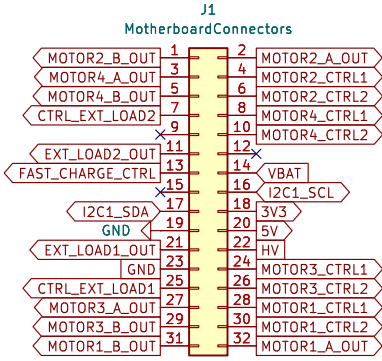 J1
MotherboardConnectors
MOTOR2_B_OUT 1 2 MOTOR2_A_OUT
MOTOR4_A_OUT 3 4 MOTOR2_CTRL1
MOTOR4_B_OUT 5 6 MOTOR2_CTRL2
CTRL_EXT_LOAD2 7 8 MOTOR4_CTRL1
9 10 MOTOR4_CTRL2
EXT_LOAD2_OUT 11 12
FAST_CHARGE_CTRL 13 14 VBAT
15 16 I2C1_SCL
I2C1_SDA 17 18 3V3
GND 19 20 5V
EXT_LOAD1_OUT 21 22 HV
GND 23 24 MOTOR3_CTRL1
CTRL_EXT_LOAD1 25 26 MOTOR3_CTRL2
MOTOR3_A_OUT 27 28 MOTOR1_CTRL1
MOTOR3_B_OUT 29 30 MOTOR1_CTRL2
MOTOR1_B_OUT 31 32 MOTOR1_A_OUT